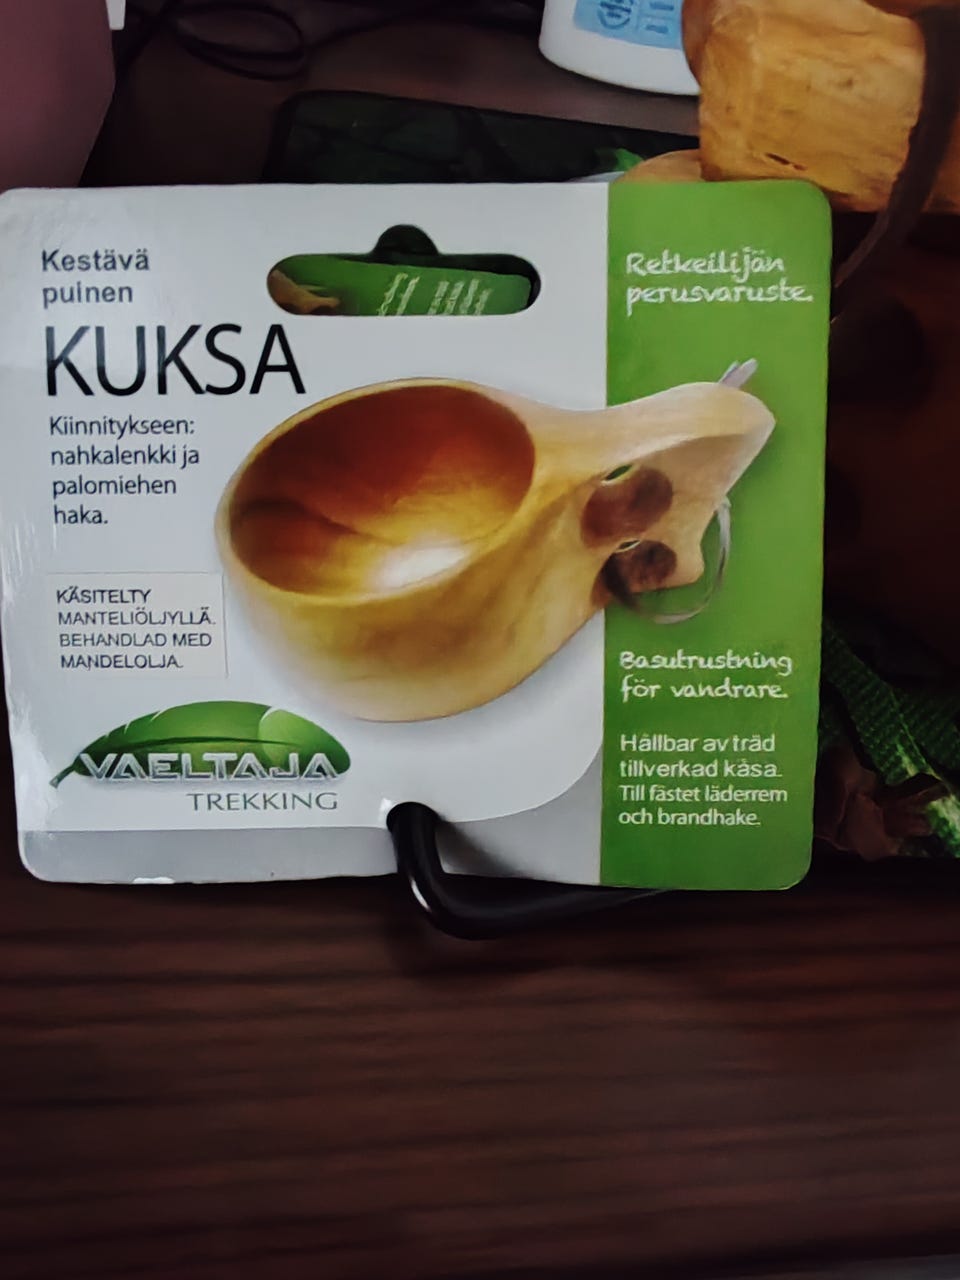 Kestävä
puinen
KUKSA
Kiinnitykseen:
nahkalenkki ja
palomiehen
haka.
KÄSITELTY
MANTELIÖLJYLLÄ.
BEHANDLAD MED
MANDELOLJA.
VAELTAJA
TREKKING
Retkeilijän
perusvaruste.
Basutrustning
för vandrare.
Hållbar av träd
tillverkad kåsa.
Till fästet läderrem
och brandhake.